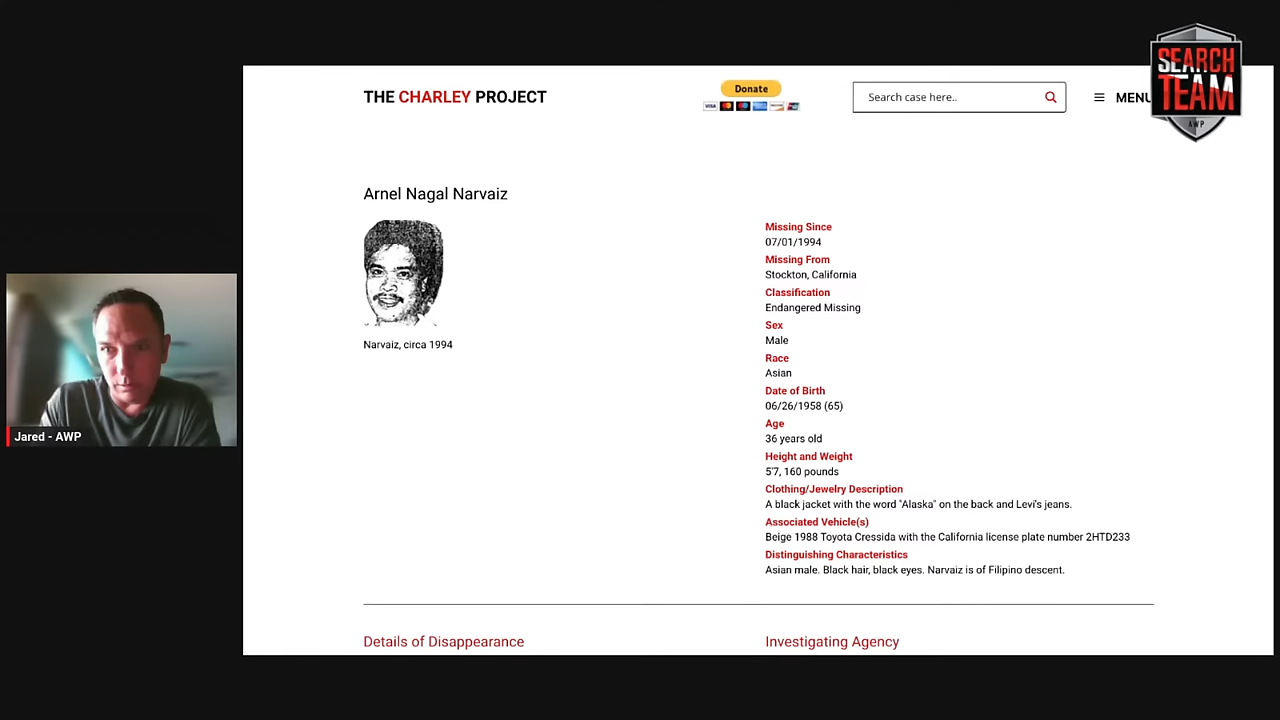 SEARCH
TEAM
AWP
THE CHARLEY PROJECT
Donate
VISA
Search case here..
MENU
Arnel Nagal Narvaiz
Narvaiz, circa 1994
Missing Since
07/01/1994
Missing From
Stockton, California
Classification
Endangered Missing
Sex
Male
Race
Asian
Date of Birth
06/26/1958 (65)
Age
36 years old
Height and Weight
5'7, 160 pounds
Clothing/Jewelry Description
A black jacket with the word "Alaska" on the back and Levi's jeans.
Associated Vehicle(s)
Beige 1988 Toyota Cressida with the California license plate number 2HTD233
Distinguishing Characteristics
Asian male. Black hair, black eyes. Narvaiz is of Filipino descent.
Details of Disappearance
Investigating Agency
Jared - AWP